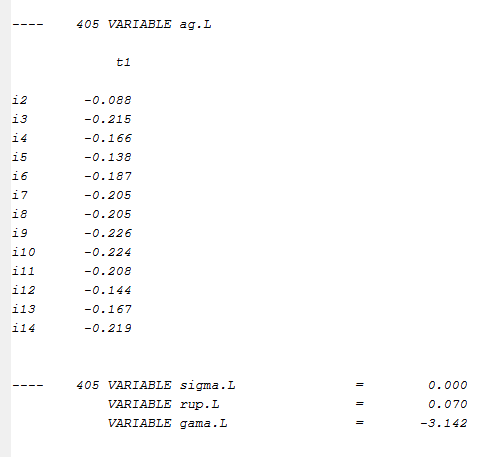 ---- 405 VARIABLE ag.L
t1
i2 -0.088
i3 -0.215
i4 -0.166
i5 -0.138
i6 -0.187
i7 -0.205
i8 -0.205
i9 -0.226
i10 -0.224
i11 -0.208
i12 -0.144
i13 -0.167
i14 -0.219
---- 405 VARIABLE sigma.L = 0.000
VARIABLE rup.L = 0.070
VARIABLE gama.L = -3.142